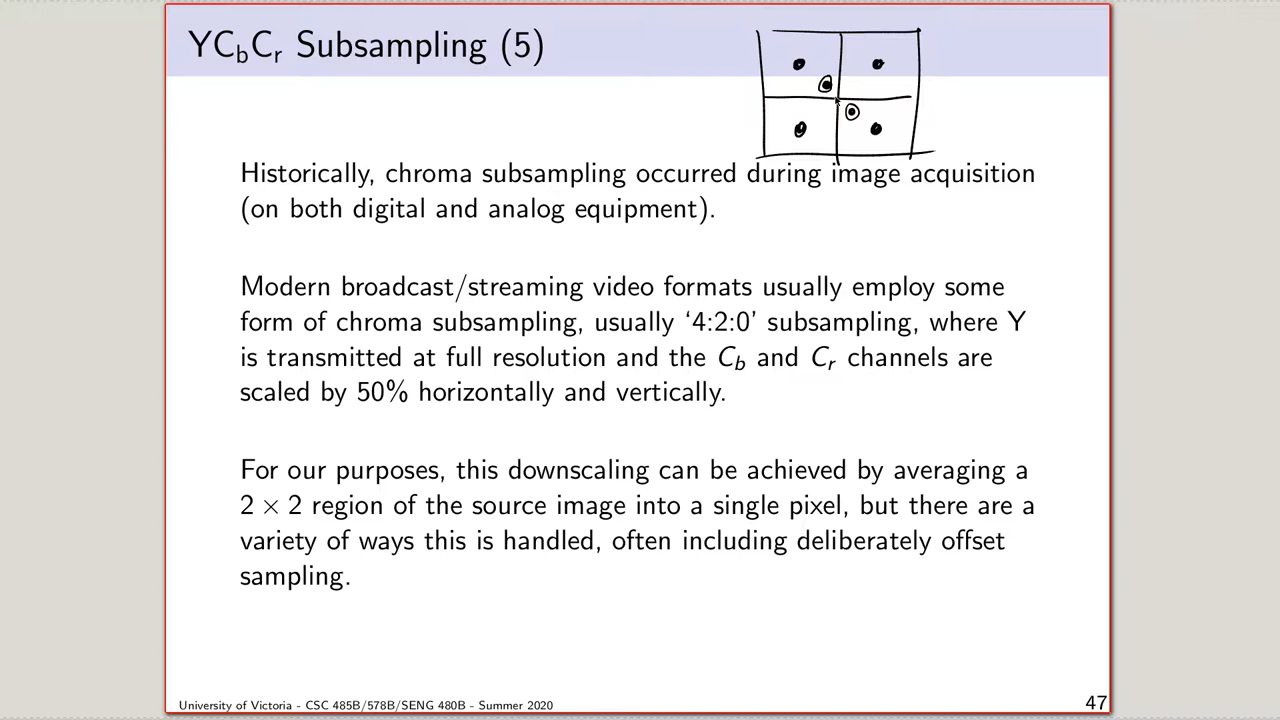 YCbCr Subsampling (5)
Historically, chroma subsampling occurred during image acquisition
(on both digital and analog equipment).
Modern broadcast/streaming video formats usually employ some
form of chroma subsampling, usually ‘4:2:0’ subsampling, where Y
is transmitted at full resolution and the Cb and Cr channels are
scaled by 50% horizontally and vertically.
For our purposes, this downscaling can be achieved by averaging a
2 × 2 region of the source image into a single pixel, but there are a
variety of ways this is handled, often including deliberately offset
sampling.
University of Victoria - CSC 485B/578B/SENG 480B - Summer 2020
47